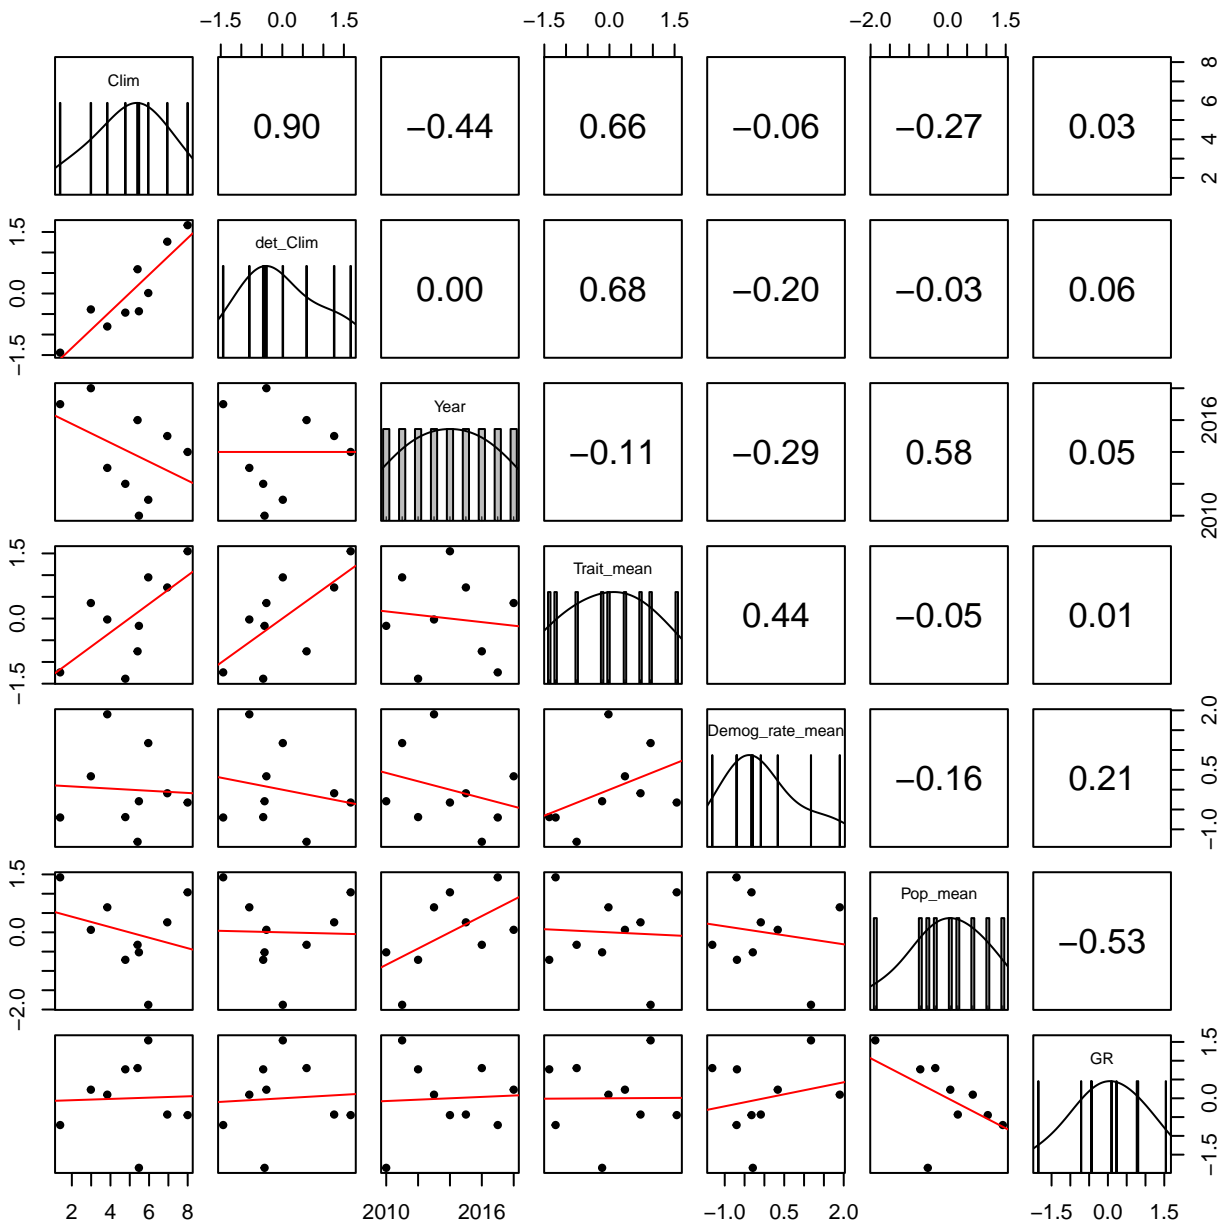 −1.5 0.0 1.5 −1.5 0.0 1.5 −2.0 0.0 1.5
Clim 0.90 −0.44 0.66 −0.06 −0.27 0.03 2 4 6 8
−1.5 0.0 1.5 det_Clim 0.00 0.68 −0.20 −0.03 0.06
Year −0.11 −0.29 0.58 0.05 2010 2016
−1.5 0.0 1.5 Trait_mean 0.44 −0.05 0.01
Demog_rate_mean −0.16 0.21 −1.0 0.5 2.0
−2.0 0.0 1.5 Pop_mean −0.53
GR −1.5 0.0 1.5
2 4 6 8 2010 2016 −1.0 0.5 2.0 −1.5 0.0 1.5